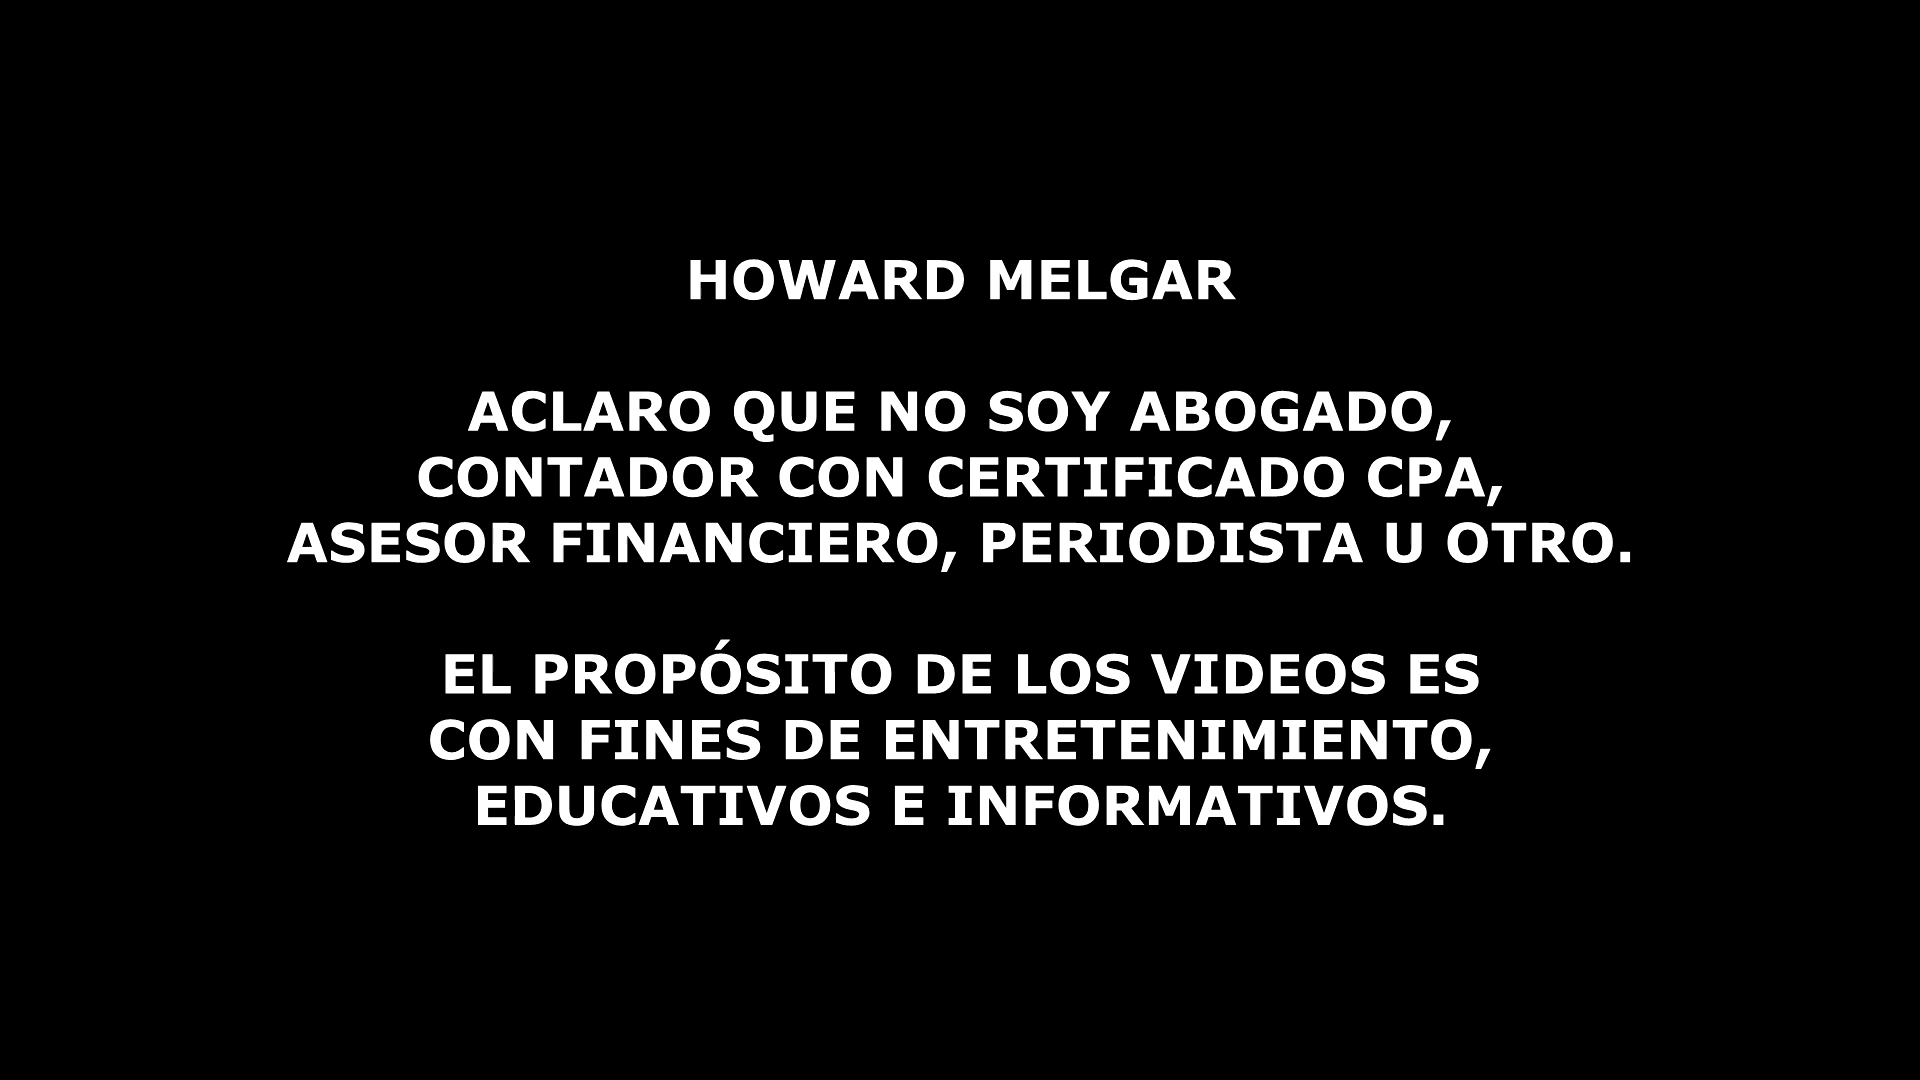 HOWARD MELGAR
ACLARO QUE NO SOY ABOGADO,
CONTADOR CON CERTIFICADO CPA,
ASESOR FINANCIERO, PERIODISTA U OTRO.
EL PROPÓSITO DE LOS VIDEOS ES
CON FINES DE ENTRETENIMIENTO,
EDUCATIVOS E INFORMATIVOS.